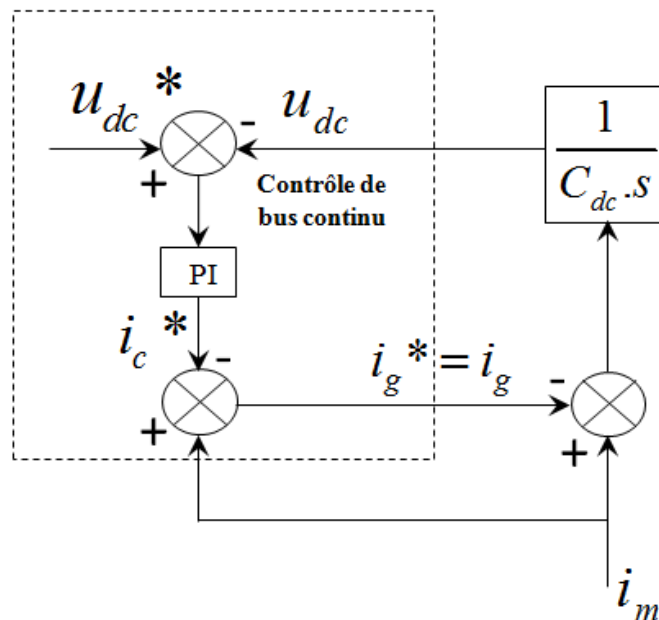 u_dc * - u_dc
+
Contrôle de
bus continu
1
C_dc . s
PI
i_c * -
i_g * = i_g -
+
+
i_m